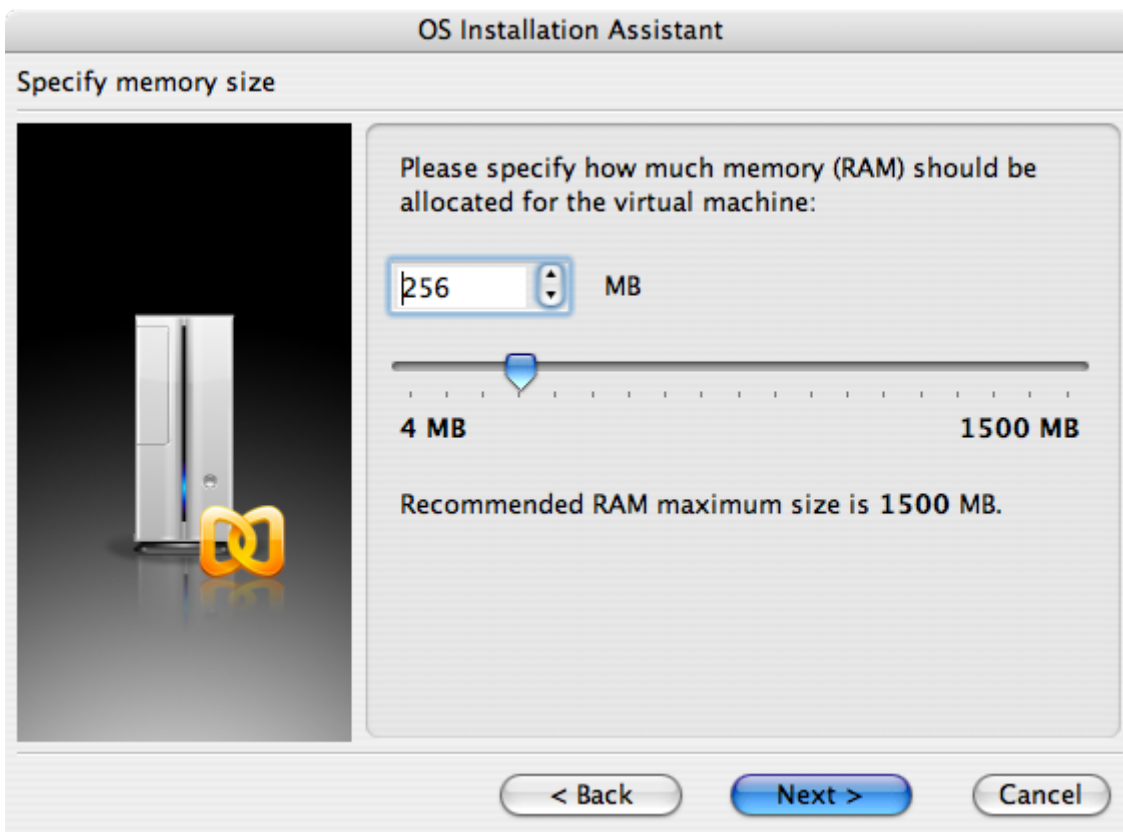 OS Installation Assistant
Specify memory size
Please specify how much memory (RAM) should be
allocated for the virtual machine:
256 MB
4 MB 1500 MB
Recommended RAM maximum size is 1500 MB.
< Back Next > Cancel